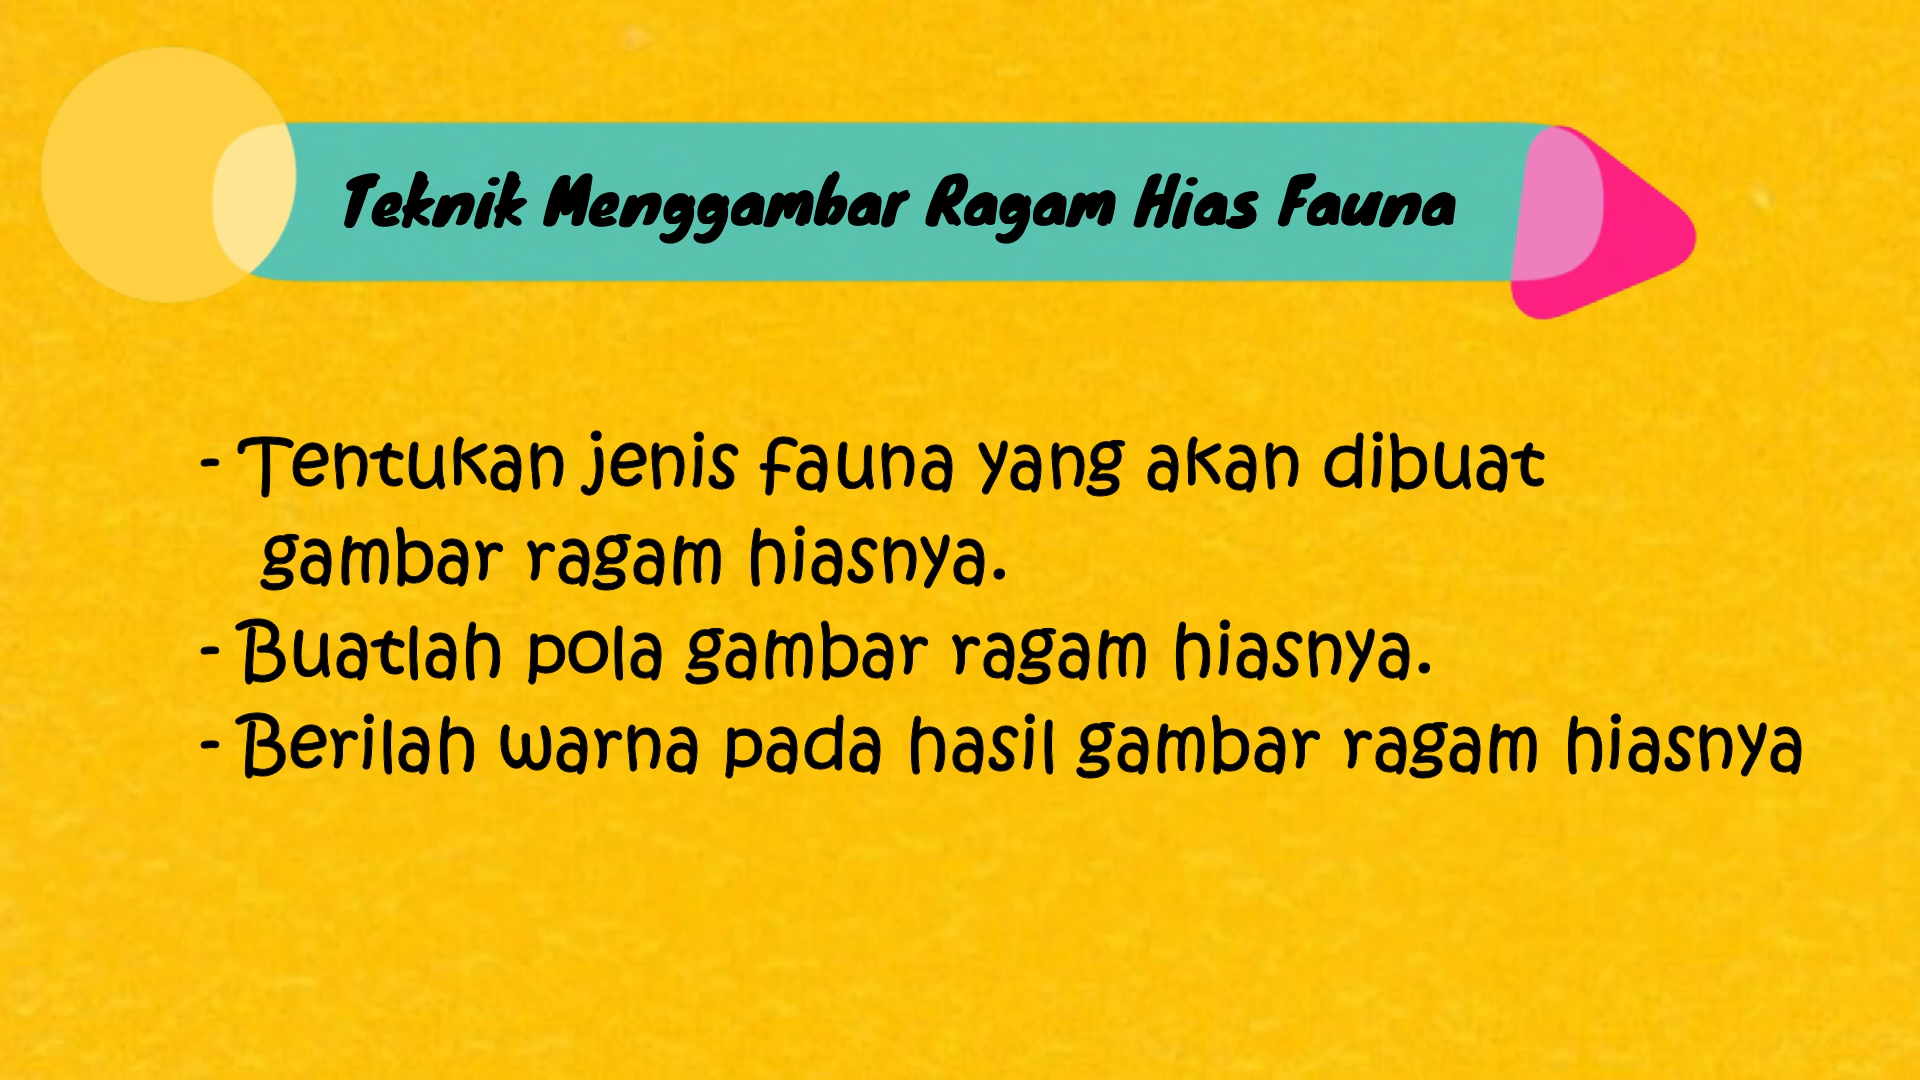 Teknik Menggambar Ragam Hias Fauna
- Tentukan jenis fauna yang akan dibuat
gambar ragam hiasnya.
- Buatlah pola gambar ragam hiasnya.
- Berilah warna pada hasil gambar ragam hiasnya